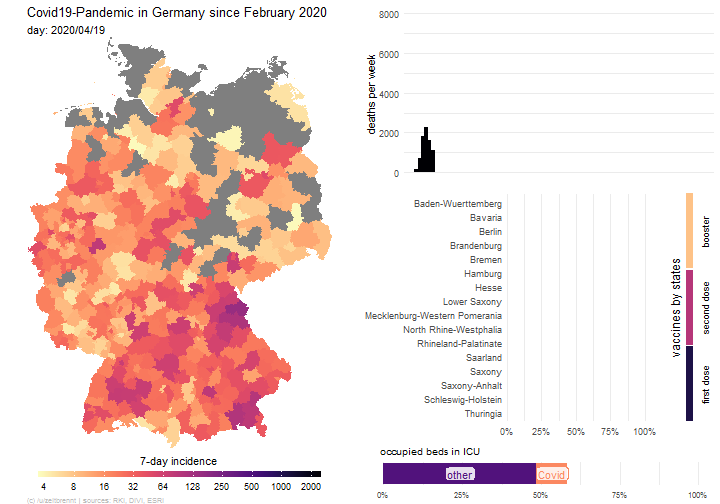 Covid19-Pandemic in Germany since February 2020
day: 2020/04/19
7-day incidence
4 8 16 32 64 120 250 500 1000 2000
(c) /u/zeitbrennt | sources: RKI, DIVI, ESRI
deaths per week
8000
6000
4000
2000
0
Baden-Wuerttemberg
Bavaria
Berlin
Brandenburg
Bremen
Hamburg
Hesse
Lower Saxony
Mecklenburg-Western Pomerania
North Rhine-Westphalia
Rhineland-Palatinate
Saarland
Saxony
Saxony-Anhalt
Schleswig-Holstein
Thuringia
0% 25% 50% 75% 100%
vaccines by states
booster
second dose
first dose
occupied beds in ICU
other
Covid
0% 25% 50% 75% 100%